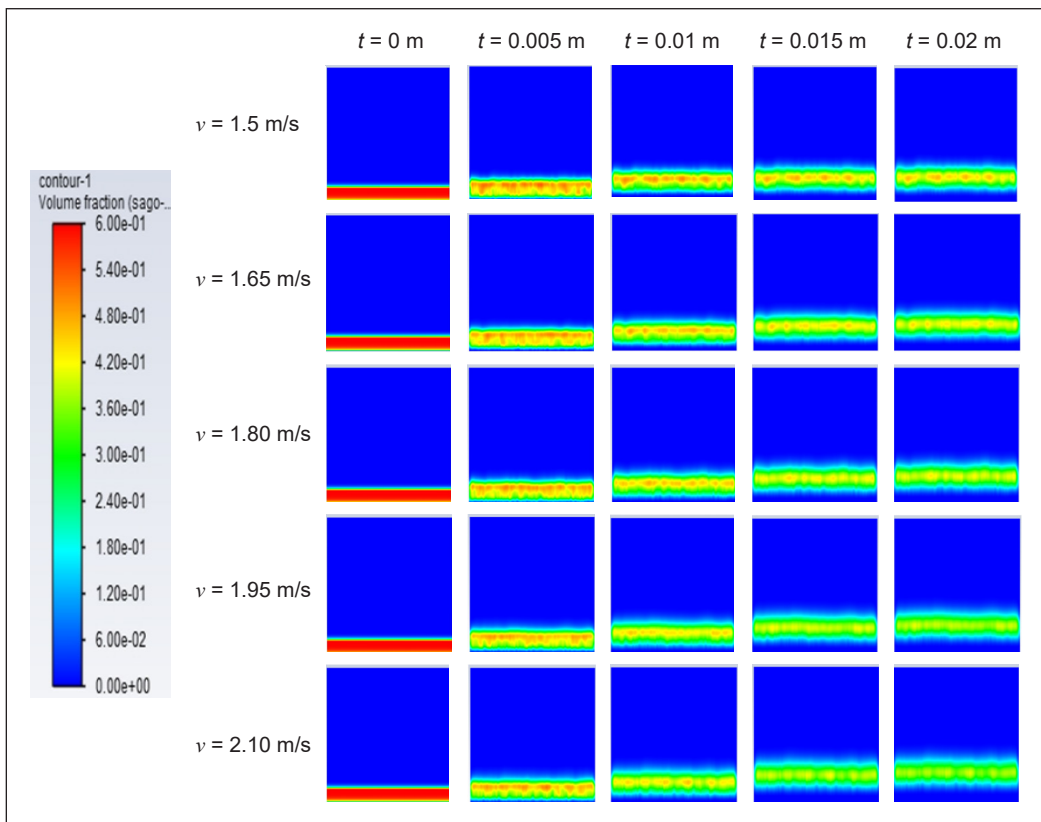 t = 0 m t = 0.005 m t = 0.01 m t = 0.015 m t = 0.02 m
v = 1.5 m/s
v = 1.65 m/s
v = 1.80 m/s
v = 1.95 m/s
v = 2.10 m/s
contour-1
Volume fraction (sago-..
6.00e-01
5.40e-01
4.80e-01
4.20e-01
3.60e-01
3.00e-01
2.40e-01
1.80e-01
1.20e-01
6.00e-02
0.00e+00